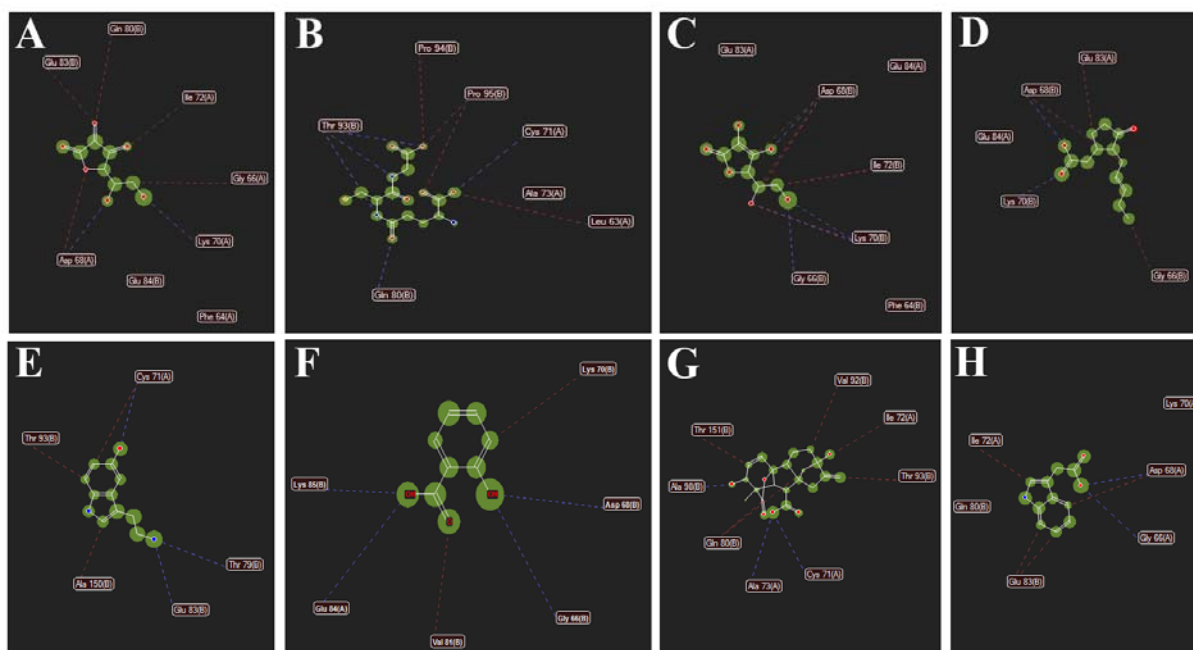 A
Gln 80(B)
Glu 83(B)
Ile 72(A)
Gly 66(A)
Lys 70(A)
Asp 68(A)
Glu 84(B)
Phe 64(A)
B
Pro 94(B)
Pro 95(B)
Thr 93(B)
Cys 71(A)
Ala 73(A)
Leu 63(A)
Gln 80(B)
C
Glu 83(A)
Glu 84(A)
Asp 68(B)
Ile 72(B)
Lys 70(B)
Gly 66(B)
Phe 64(B)
D
Glu 83(A)
Asp 68(B)
Glu 84(A)
Lys 70(B)
Gly 66(B)
E
Cys 71(A)
Thr 93(B)
Thr 79(B)
Ala 150(B)
Glu 83(B)
F
Lys 70(B)
Lys 85(B)
Asp 68(B)
Glu 84(A)
Gly 66(B)
Val 81(B)
G
Val 92(B)
Thr 151(B)
Ile 72(A)
Ala 98(B)
Thr 93(B)
Gln 80(B)
Ala 73(A)
Cys 71(A)
H
Lys 70(A
Ile 72(A)
Asp 68(A)
Gln 80(B)
Gly 66(A)
Glu 83(B)